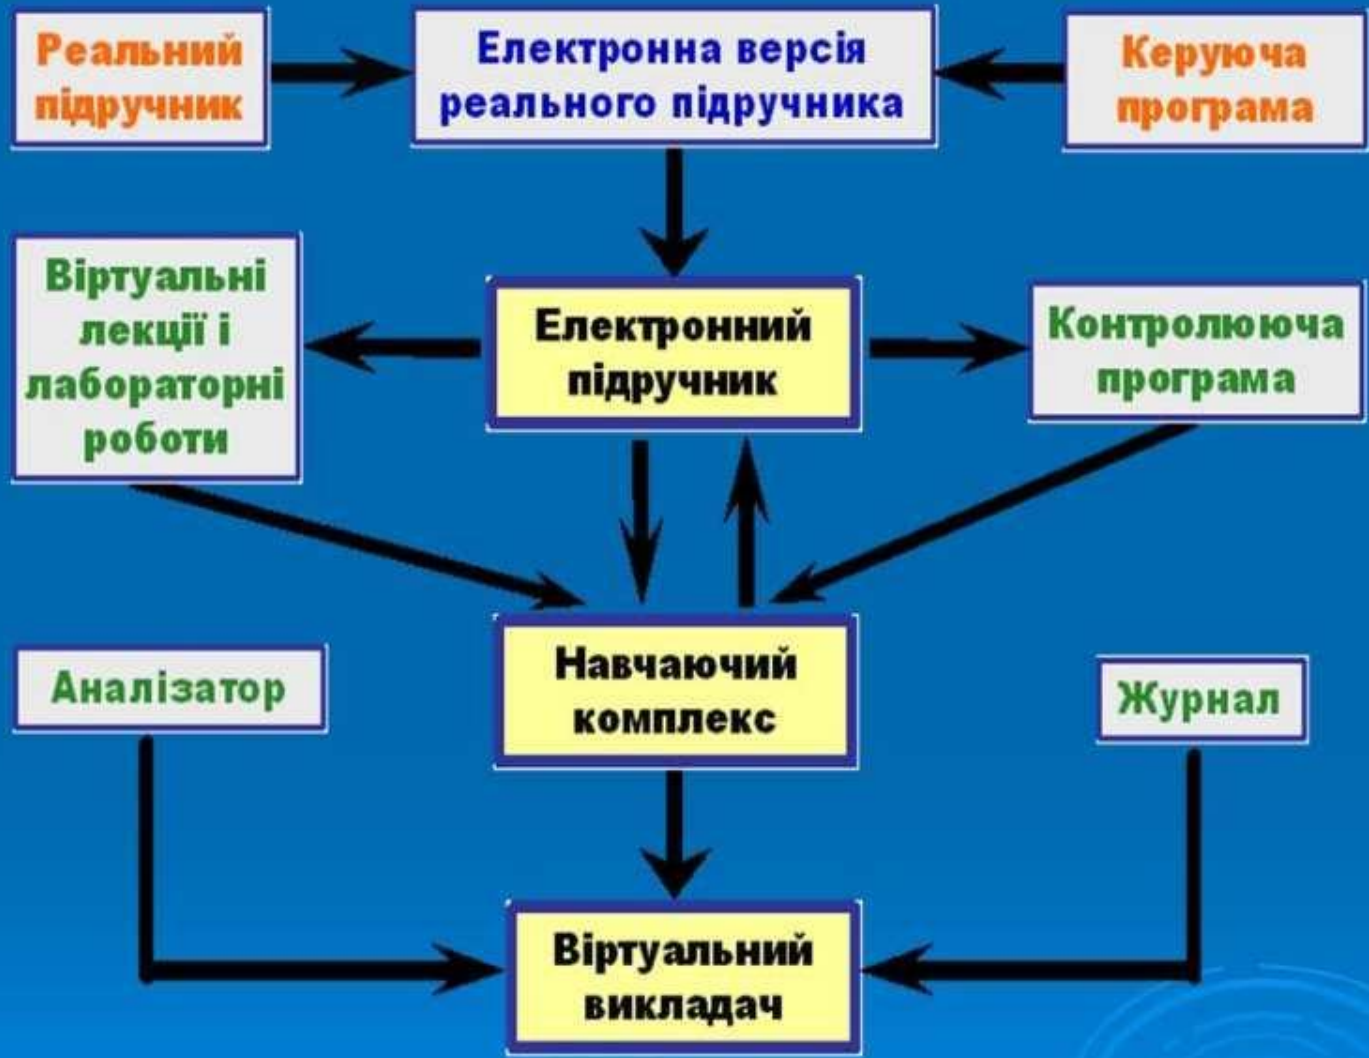 Реальний
підручник
Електронна версія
реального підручника
Керуюча
програма
Віртуальні
лекції і
лабораторні
роботи
Електронний
підручник
Контролююча
програма
Аналізатор
Навчаючий
комплекс
Журнал
Віртуальний
викладач